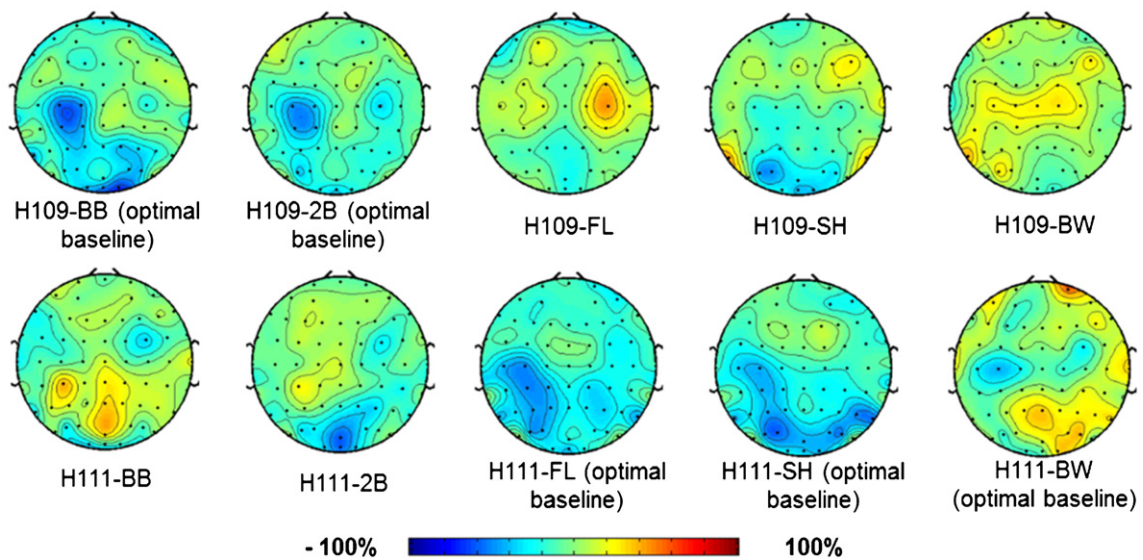 H109-BB (optimal
baseline)
H109-2B (optimal
baseline)
H109-FL
H109-SH
H109-BW
H111-BB
H111-2B
H111-FL (optimal
baseline)
H111-SH (optimal
baseline)
H111-BW
(optimal baseline)
- 100%
100%